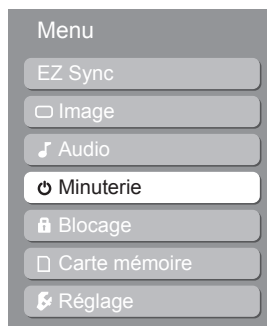 Menu
EZ Sync
Image
Audio
Minuterie
Blocage
Carte mémoire
Réglage